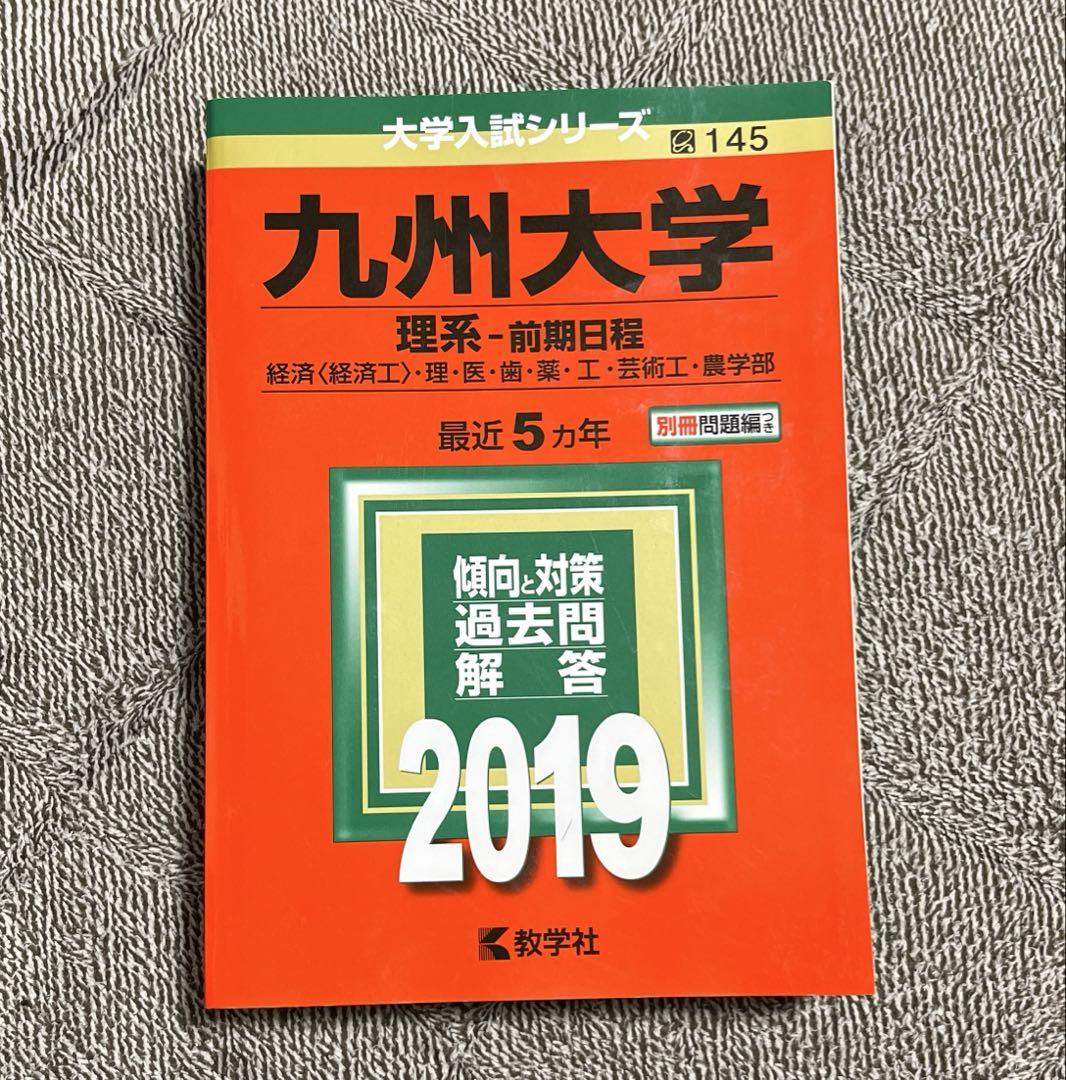 大学入試シリーズ
145
九州大学
理系-前期日程
経済〈経済工〉・理・医・歯・薬・工・芸術工・農学部
最近5ヵ年
別冊問題編つき
傾向と対策
過去問
解答
2019
教学社